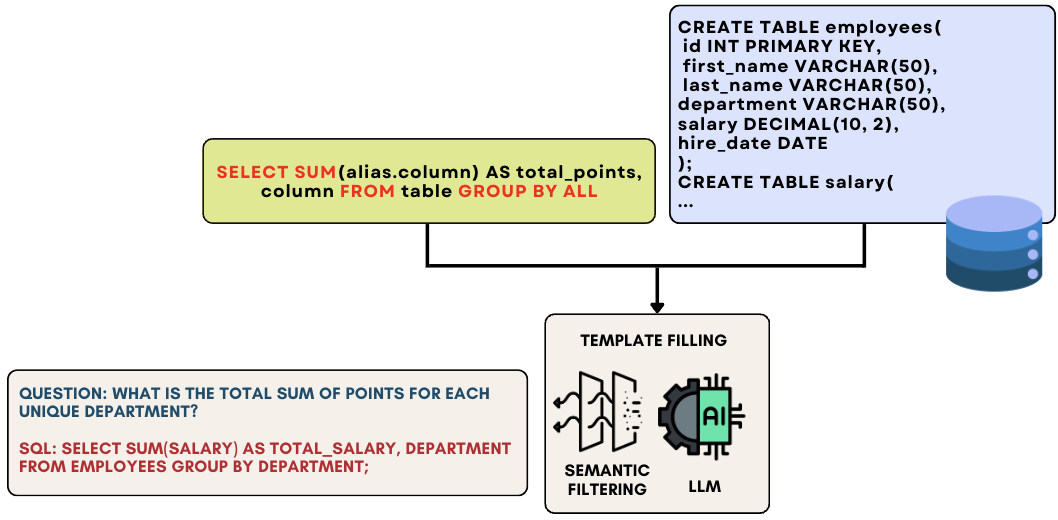 CREATE TABLE employees(
id INT PRIMARY KEY,
first_name VARCHAR(50),
last_name VARCHAR(50),
department VARCHAR(50),
salary DECIMAL(10, 2),
hire_date DATE
);
CREATE TABLE salary(
...
SELECT SUM(alias.column) AS total_points,
column FROM table GROUP BY ALL
TEMPLATE FILLING
AI
SEMANTIC
FILTERING
LLM
QUESTION: WHAT IS THE TOTAL SUM OF POINTS FOR EACH
UNIQUE DEPARTMENT?
SQL: SELECT SUM(SALARY) AS TOTAL_SALARY, DEPARTMENT
FROM EMPLOYEES GROUP BY DEPARTMENT;